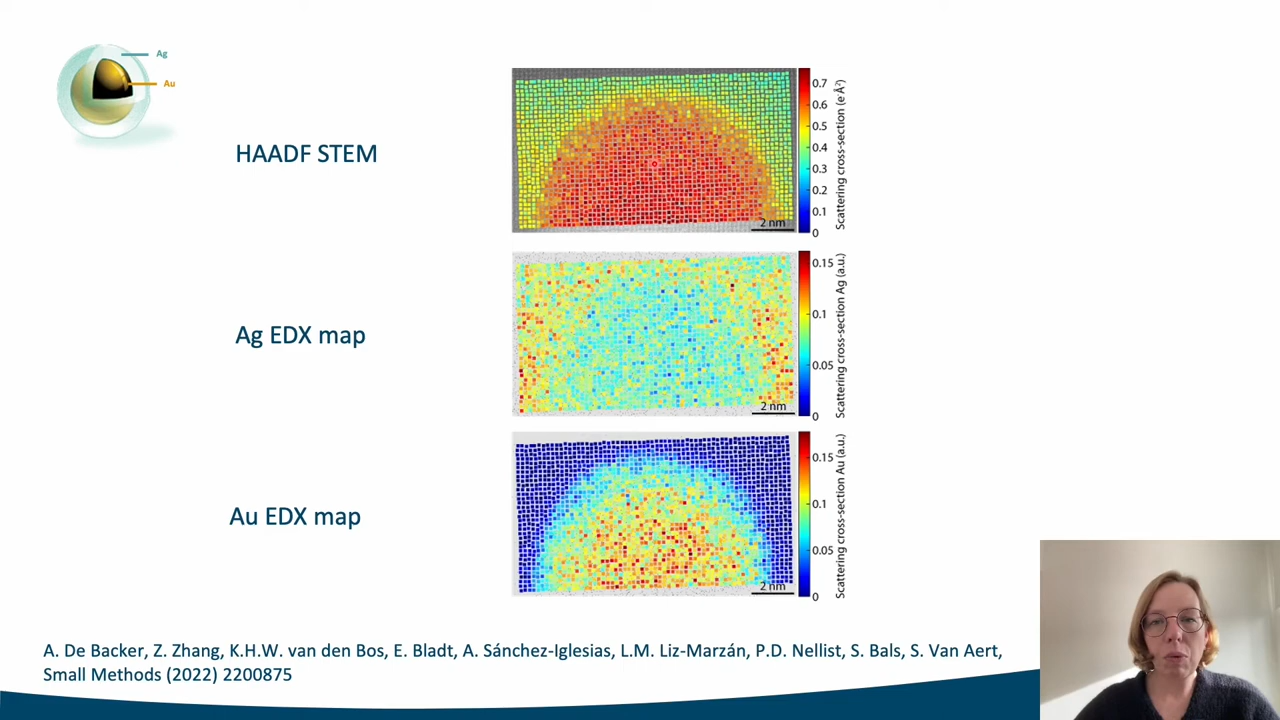 Ag
Au
HAADF STEM
0.7
0.6
0.5
0.4
0.3
0.2
0.1
0
Scattering cross-section (e·Å²)
2 nm
Ag EDX map
0.15
0.1
0.05
0
Scattering cross-section Ag (a.u.)
2 nm
Au EDX map
0.15
0.1
0.05
0
Scattering cross-section Au (a.u.)
2 nm
A. De Backer, Z. Zhang, K.H.W. van den Bos, E. Bladt, A. Sánchez-Iglesias, L.M. Liz-Marzán, P.D. Nellist, S. Bals, S. Van Aert,
Small Methods (2022) 2200875